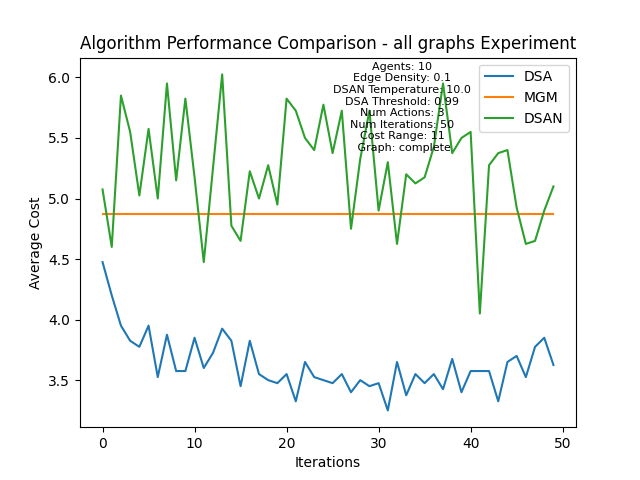 Algorithm Performance Comparison - all graphs Experiment
Agents: 10
Edge Density: 0.1
DSAN Temperature: 10.0
DSA Threshold: 0.99
Num Actions: 3
Num Iterations: 50
Cost Range: 11
Graph: complete
DSA
MGM
DSAN
Average Cost
6.0
5.5
5.0
4.5
4.0
3.5
0 10 20 30 40 50
Iterations